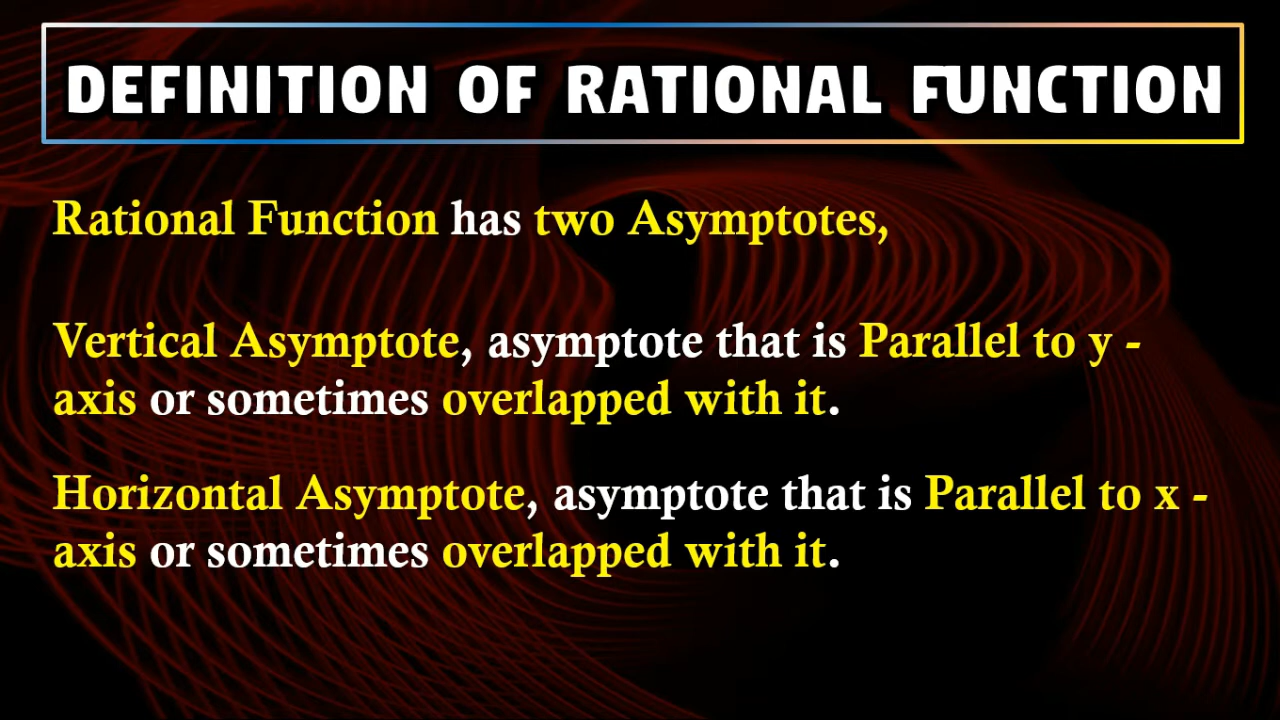 DEFINITION OF RATIONAL FUNCTION
Rational Function has two Asymptotes,
Vertical Asymptote, asymptote that is Parallel to y -
axis or sometimes overlapped with it.
Horizontal Asymptote, asymptote that is Parallel to x -
axis or sometimes overlapped with it.